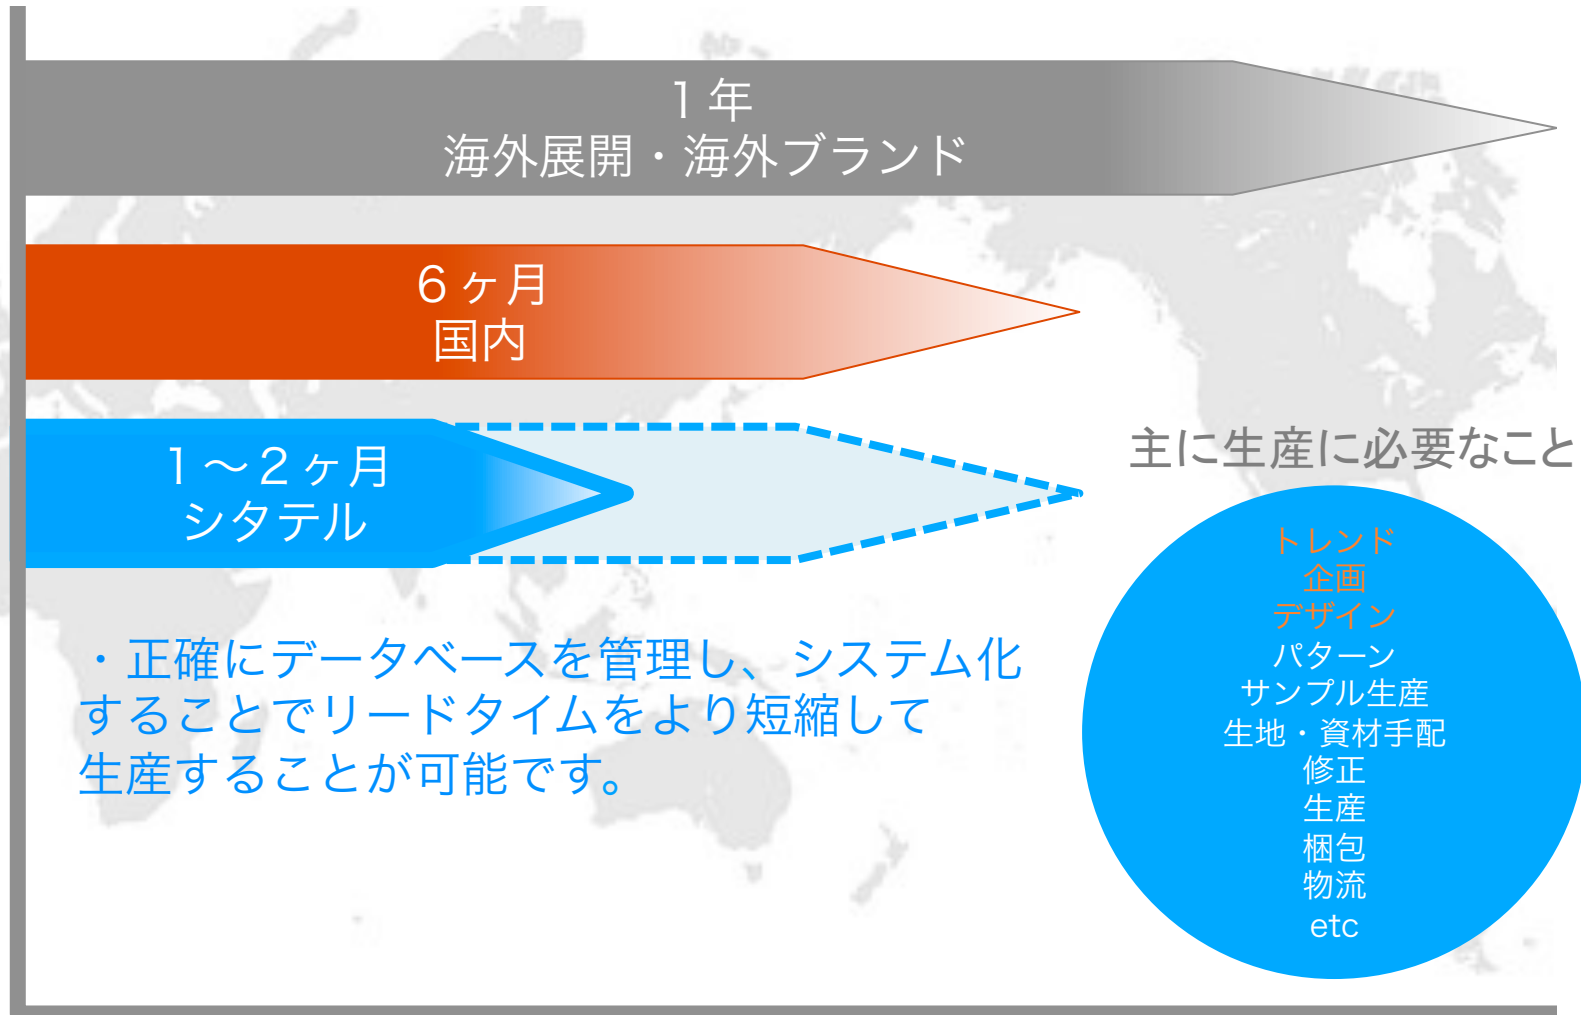 1年
海外展開・海外ブランド
6ヶ月
国内
1〜2ヶ月
シタテル
主に生産に必要なこと
トレンド
企画
デザイン
パターン
サンプル生産
生地・資材手配
修正
生産
梱包
物流
etc
・正確にデータベースを管理し、システム化
することでリードタイムをより短縮して
生産することが可能です。